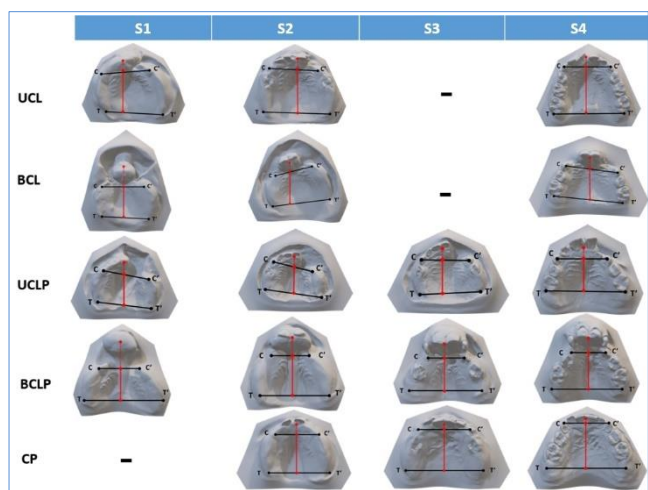 S1 S2 S3 S4
UCL C C' T T' C C' T T' - C C' T T'
BCL C C' T T' C C' T T' - C C' T T'
UCLP C C' T T' C C' T T' C C' T T' C C' T T'
BCLP C C' T T' C C' T T' C C' T T' C C' T T'
CP - C C' T T' C C' T T' C C' T T'